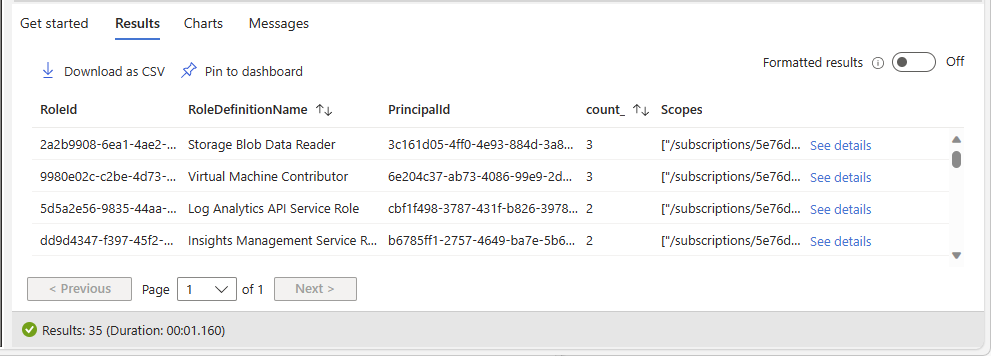 Get started Results Charts Messages
Download as CSV Pin to dashboard Formatted results Off
RoleId RoleDefinitionName PrincipalId count_ Scopes
2a2b9908-6ea1-4ae2-... Storage Blob Data Reader 3c161d05-4ff0-4e93-884d-3a8... 3 ["/subscriptions/5e76d... See details
9980e02c-c2be-4d73-... Virtual Machine Contributor 6e204c37-ab73-4086-99e9-2d... 3 ["/subscriptions/5e76d... See details
5d5a2e56-9835-44aa-... Log Analytics API Service Role cbf1f498-3787-431f-b826-3978... 2 ["/subscriptions/5e76d... See details
dd9d4347-f397-45f2-... Insights Management Service R... b6785ff1-2757-4649-ba7e-5b6... 2 ["/subscriptions/5e76d... See details
< Previous Page 1 of 1 Next >
Results: 35 (Duration: 00:01.160)